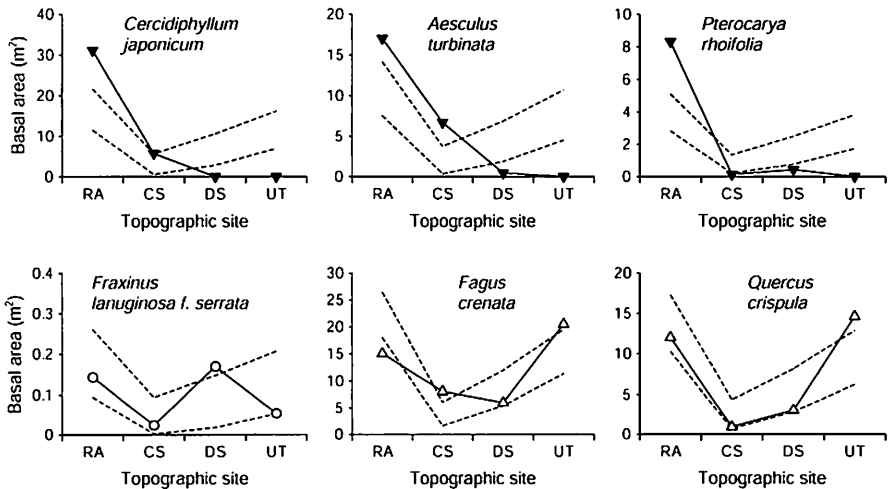 Cercidiphyllum
japonicum
40
30
20
10
0
Basal area (m²)
RA CS DS UT
Topographic site
Aesculus
turbinata
20
15
10
5
0
RA CS DS UT
Topographic site
Pterocarya
rhoifolia
10
8
6
4
2
0
RA CS DS UT
Topographic site
Fraxinus
lanuginosa f. serrata
0.4
0.3
0.2
0.1
0
Basal area (m²)
RA CS DS UT
Topographic site
Fagus
crenata
30
25
20
15
10
5
0
RA CS DS UT
Topographic site
Quercus
crispula
20
15
10
5
0
RA CS DS UT
Topographic site